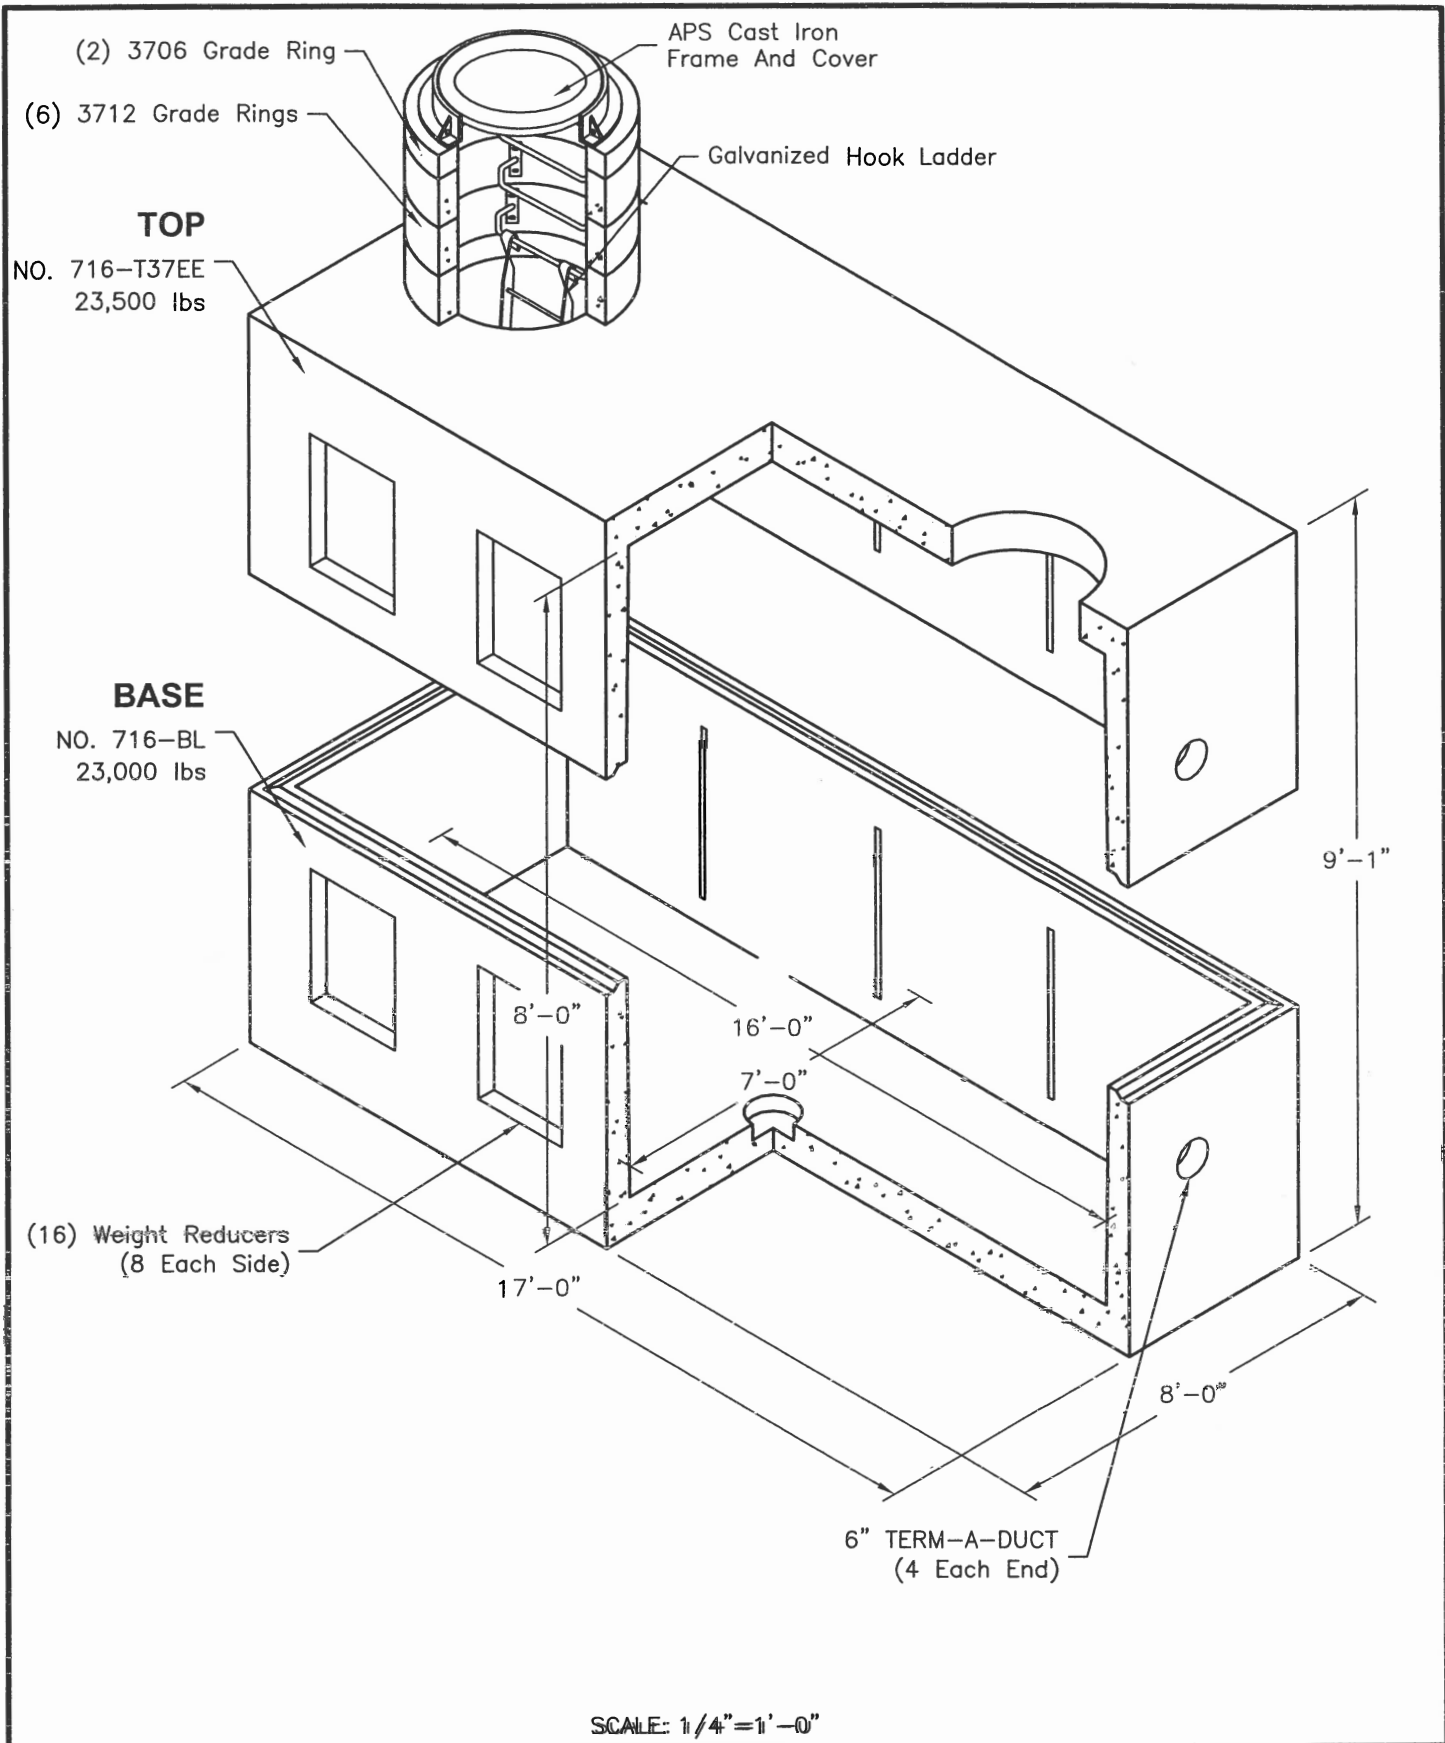 (2) 3706 Grade Ring
APS Cast Iron
Frame And Cover
(6) 3712 Grade Rings
Galvanized Hook Ladder
TOP
NO. 716-T37EE
23,500 lbs
BASE
NO. 716-BL
23,000 lbs
9'-1"
8'-0"
16'-0"
7'-0"
(16) Weight Reducers
(8 Each Side)
17'-0"
8'-0"
6" TERM-A-DUCT
(4 Each End)
SCALE: 1/4"=1'-0"